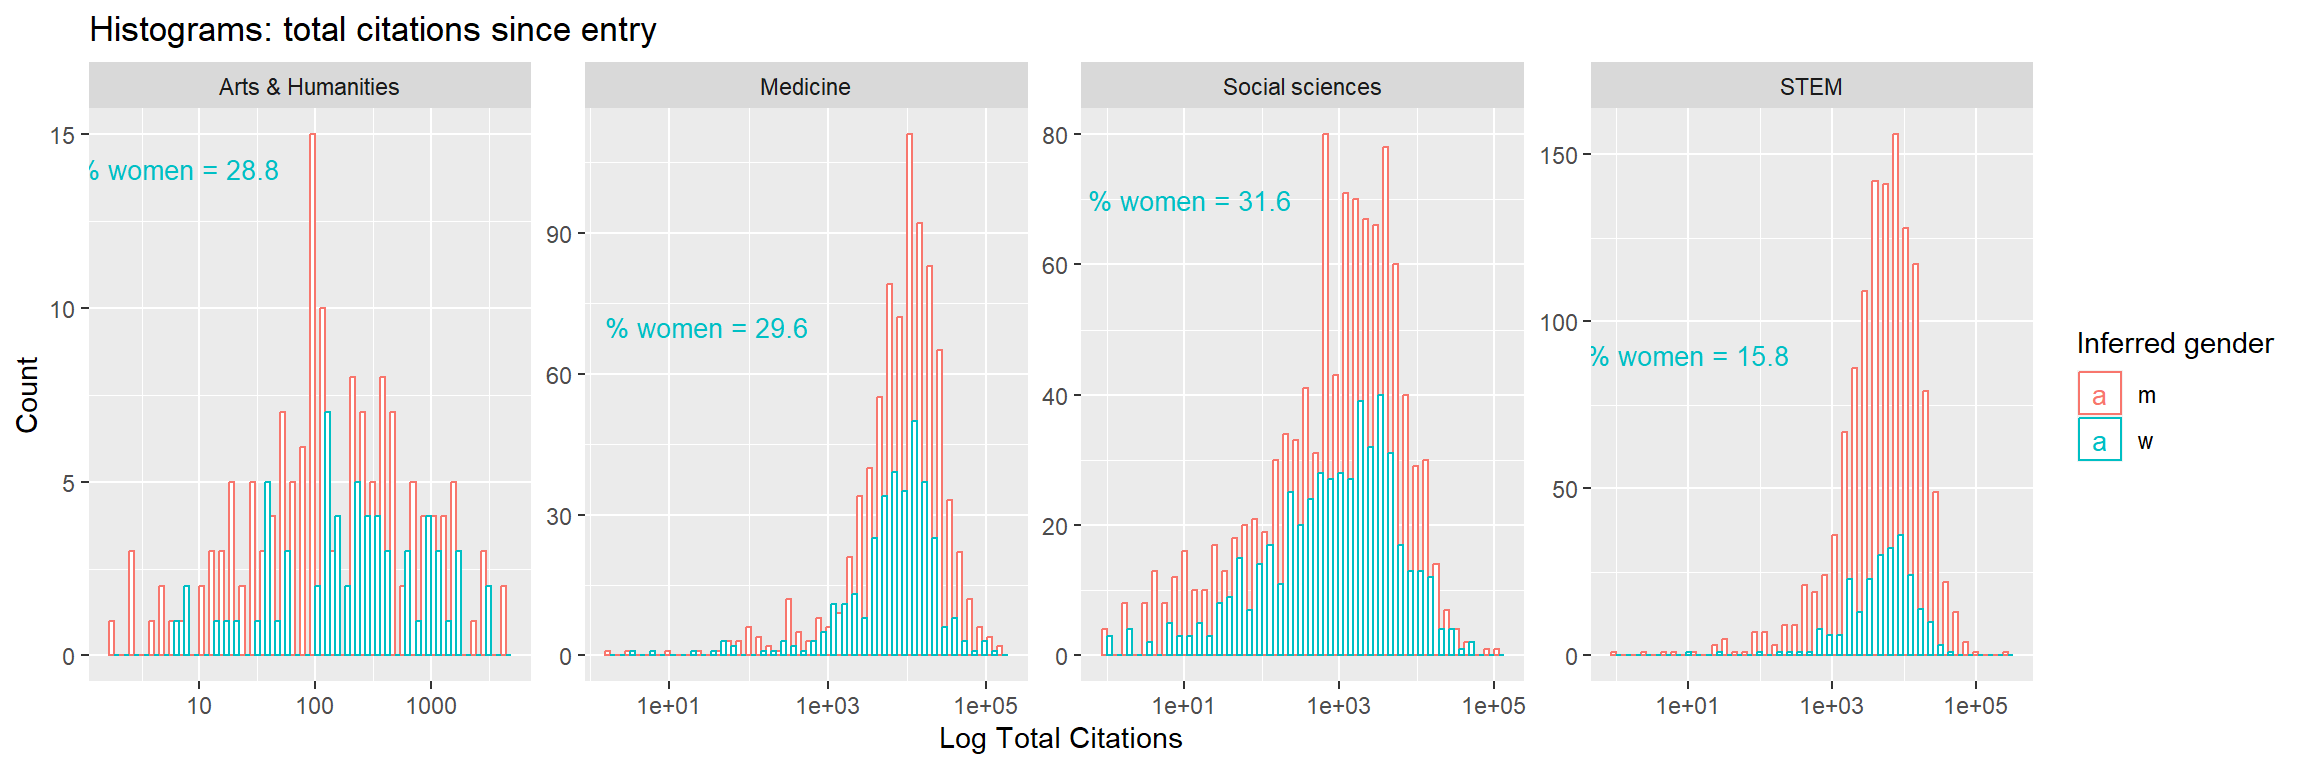 Histograms: total citations since entry
Arts & Humanities
Medicine
Social sciences
STEM
Count
15
10
5
0
% women = 28.8
10
100
1000
90
60
30
0
% women = 29.6
1e+01
1e+03
1e+05
80
60
40
20
0
% women = 31.6
1e+01
1e+03
1e+05
150
100
50
0
% women = 15.8
1e+01
1e+03
1e+05
Log Total Citations
Inferred gender
a m
a w